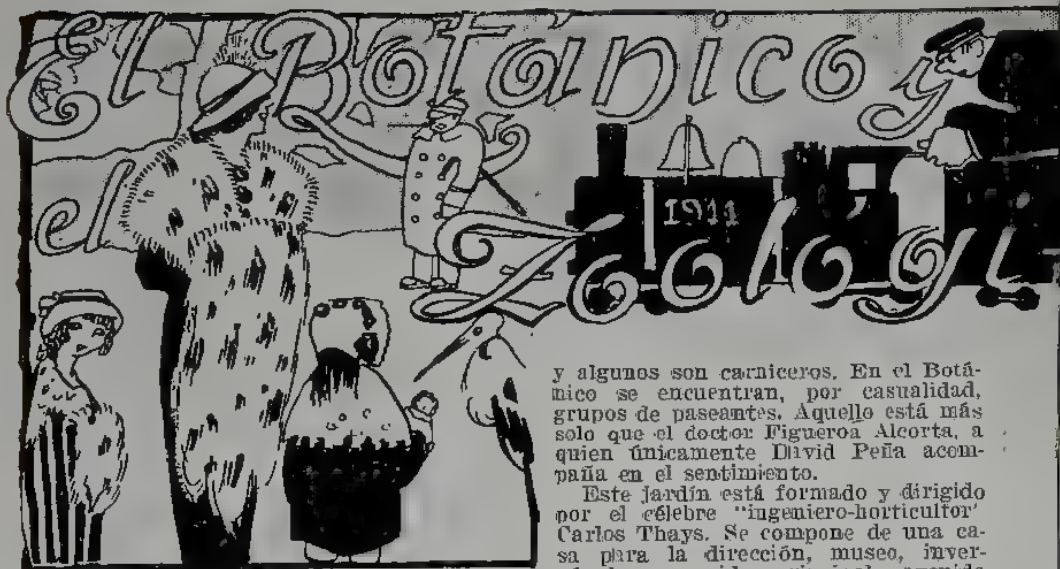 El Botánico y
el Zoológi
1911
y algunos son carniceros. En el Botá-
nico se encuentran, por casualidad,
grupos de paseantes. Aquello está más
solo que el doctor Figueroa Alcorta, a
quien únicamente David Peña acom-
paña en el sentimiento.
Este jardín está formado y dirigido
por el célebre "ingeniero-horticultor"
Carlos Thays. Se compone de una ca-
sa para la dirección, museo, inver-